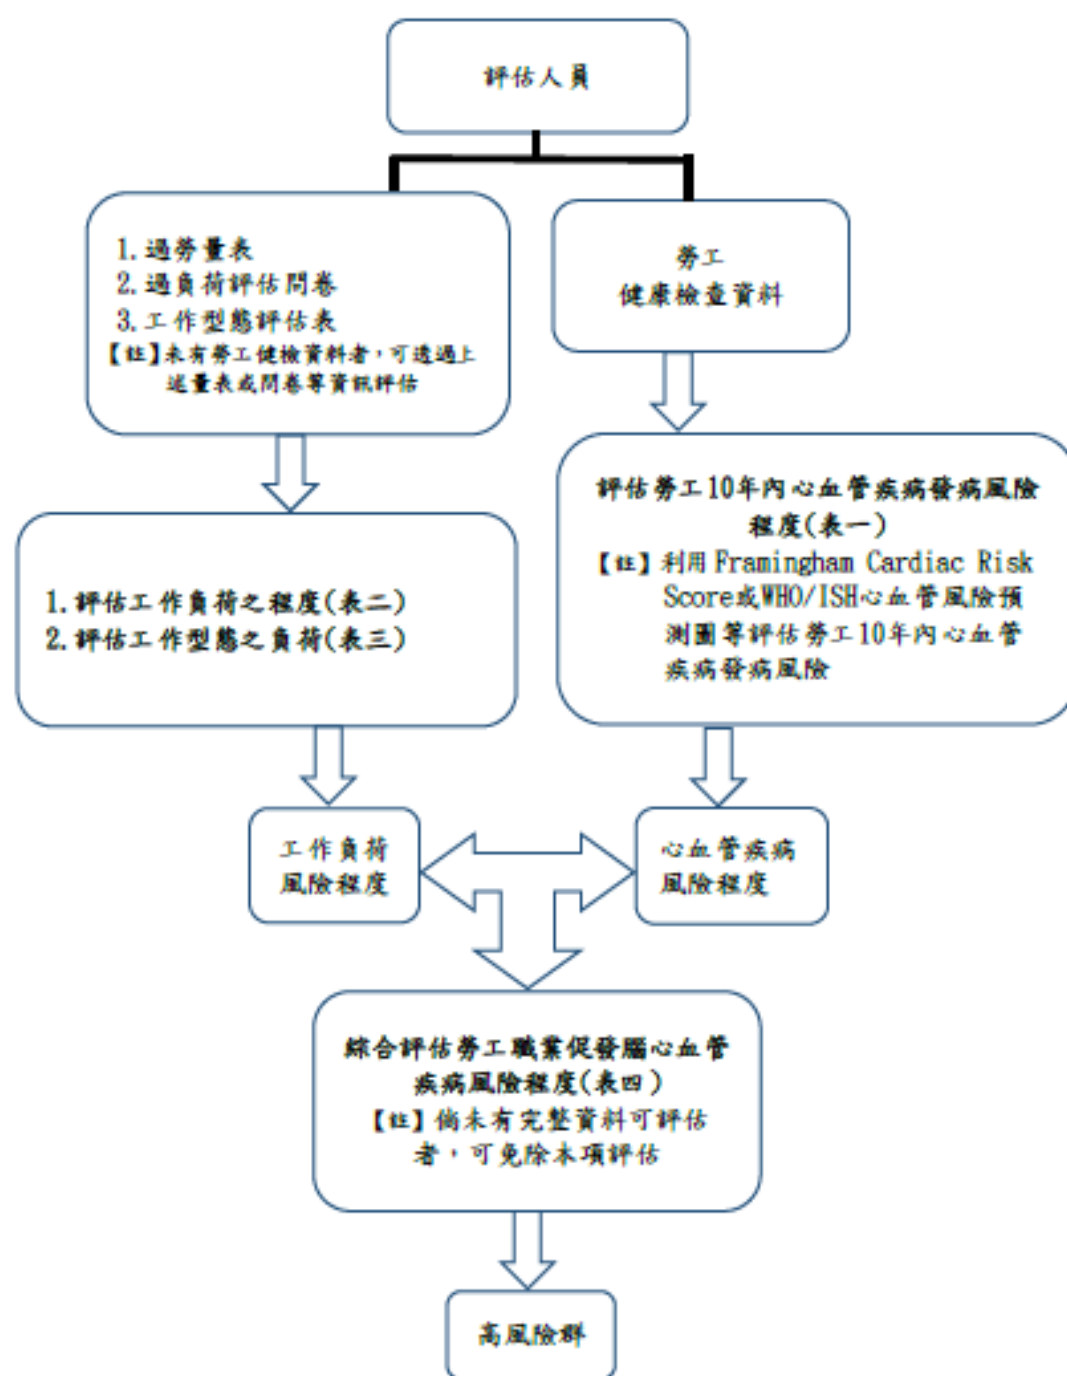 評估人員
1.過勞量表
2.過負荷評估問卷
3.工作型態評估表
【註】未有勞工健檢資料者，可透過上
述量表或問卷等資訊評估
勞工
健康檢查資料
1.評估工作負荷之程度(表二)
2.評估工作型態之負荷(表三)
評估勞工10年內心血管疾病發病風險
程度(表一)
【註】利用Framingham Cardiac Risk
Score或WHO/ISH心血管風險預
測圖等評估勞工10年內心血管
疾病發病風險
工作負荷
風險程度
心血管疾病
風險程度
綜合評估勞工職業促發腦心血管
疾病風險程度(表四)
【註】倘未有完整資料可評估
者，可免除本項評估
高風險群